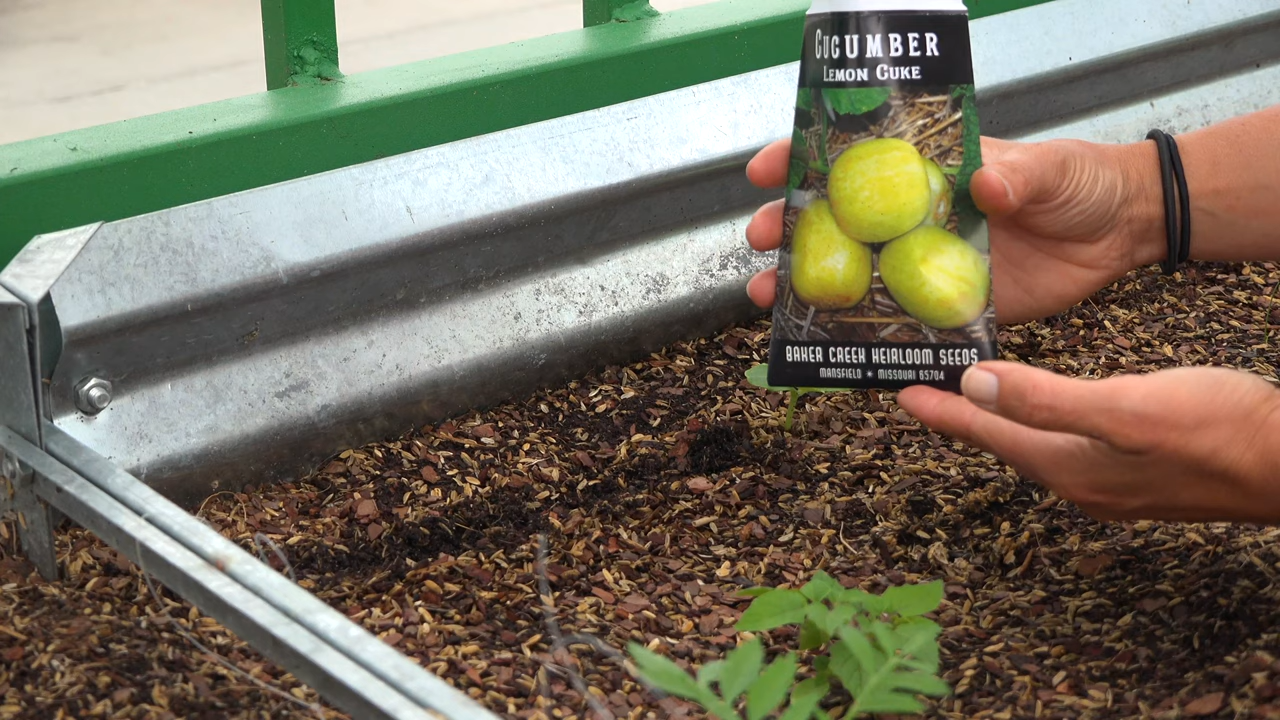 CUCUMBER
LEMON CUKE
BAKER CREEK HEIRLOOM SEEDS
MANSFIELD * MISSOURI 65704